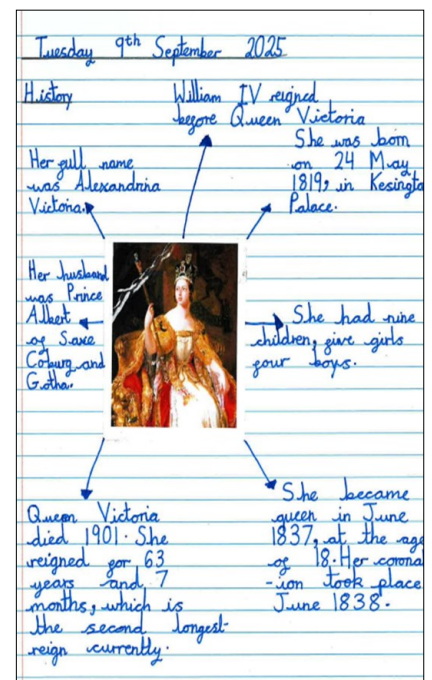 Tuesday 9th September 2025
History
William IV reigned
before Queen Victoria
She was born
on 24 May
1819, in Kesingto
Palace.
Her full name
was Alexandrina
Victoria.
Her husband
was Prince
Albert
of Saxe
Coburg and
Gotha.
She had nine
children, five girls
four boys.
Queen Victoria
died 1901. She
reigned for 63
years and 7
months, which is
the second longest-
reign currently.
She became
queen in June
1837, at the age
of 18. Her coronat
-ion took place
June 1838.